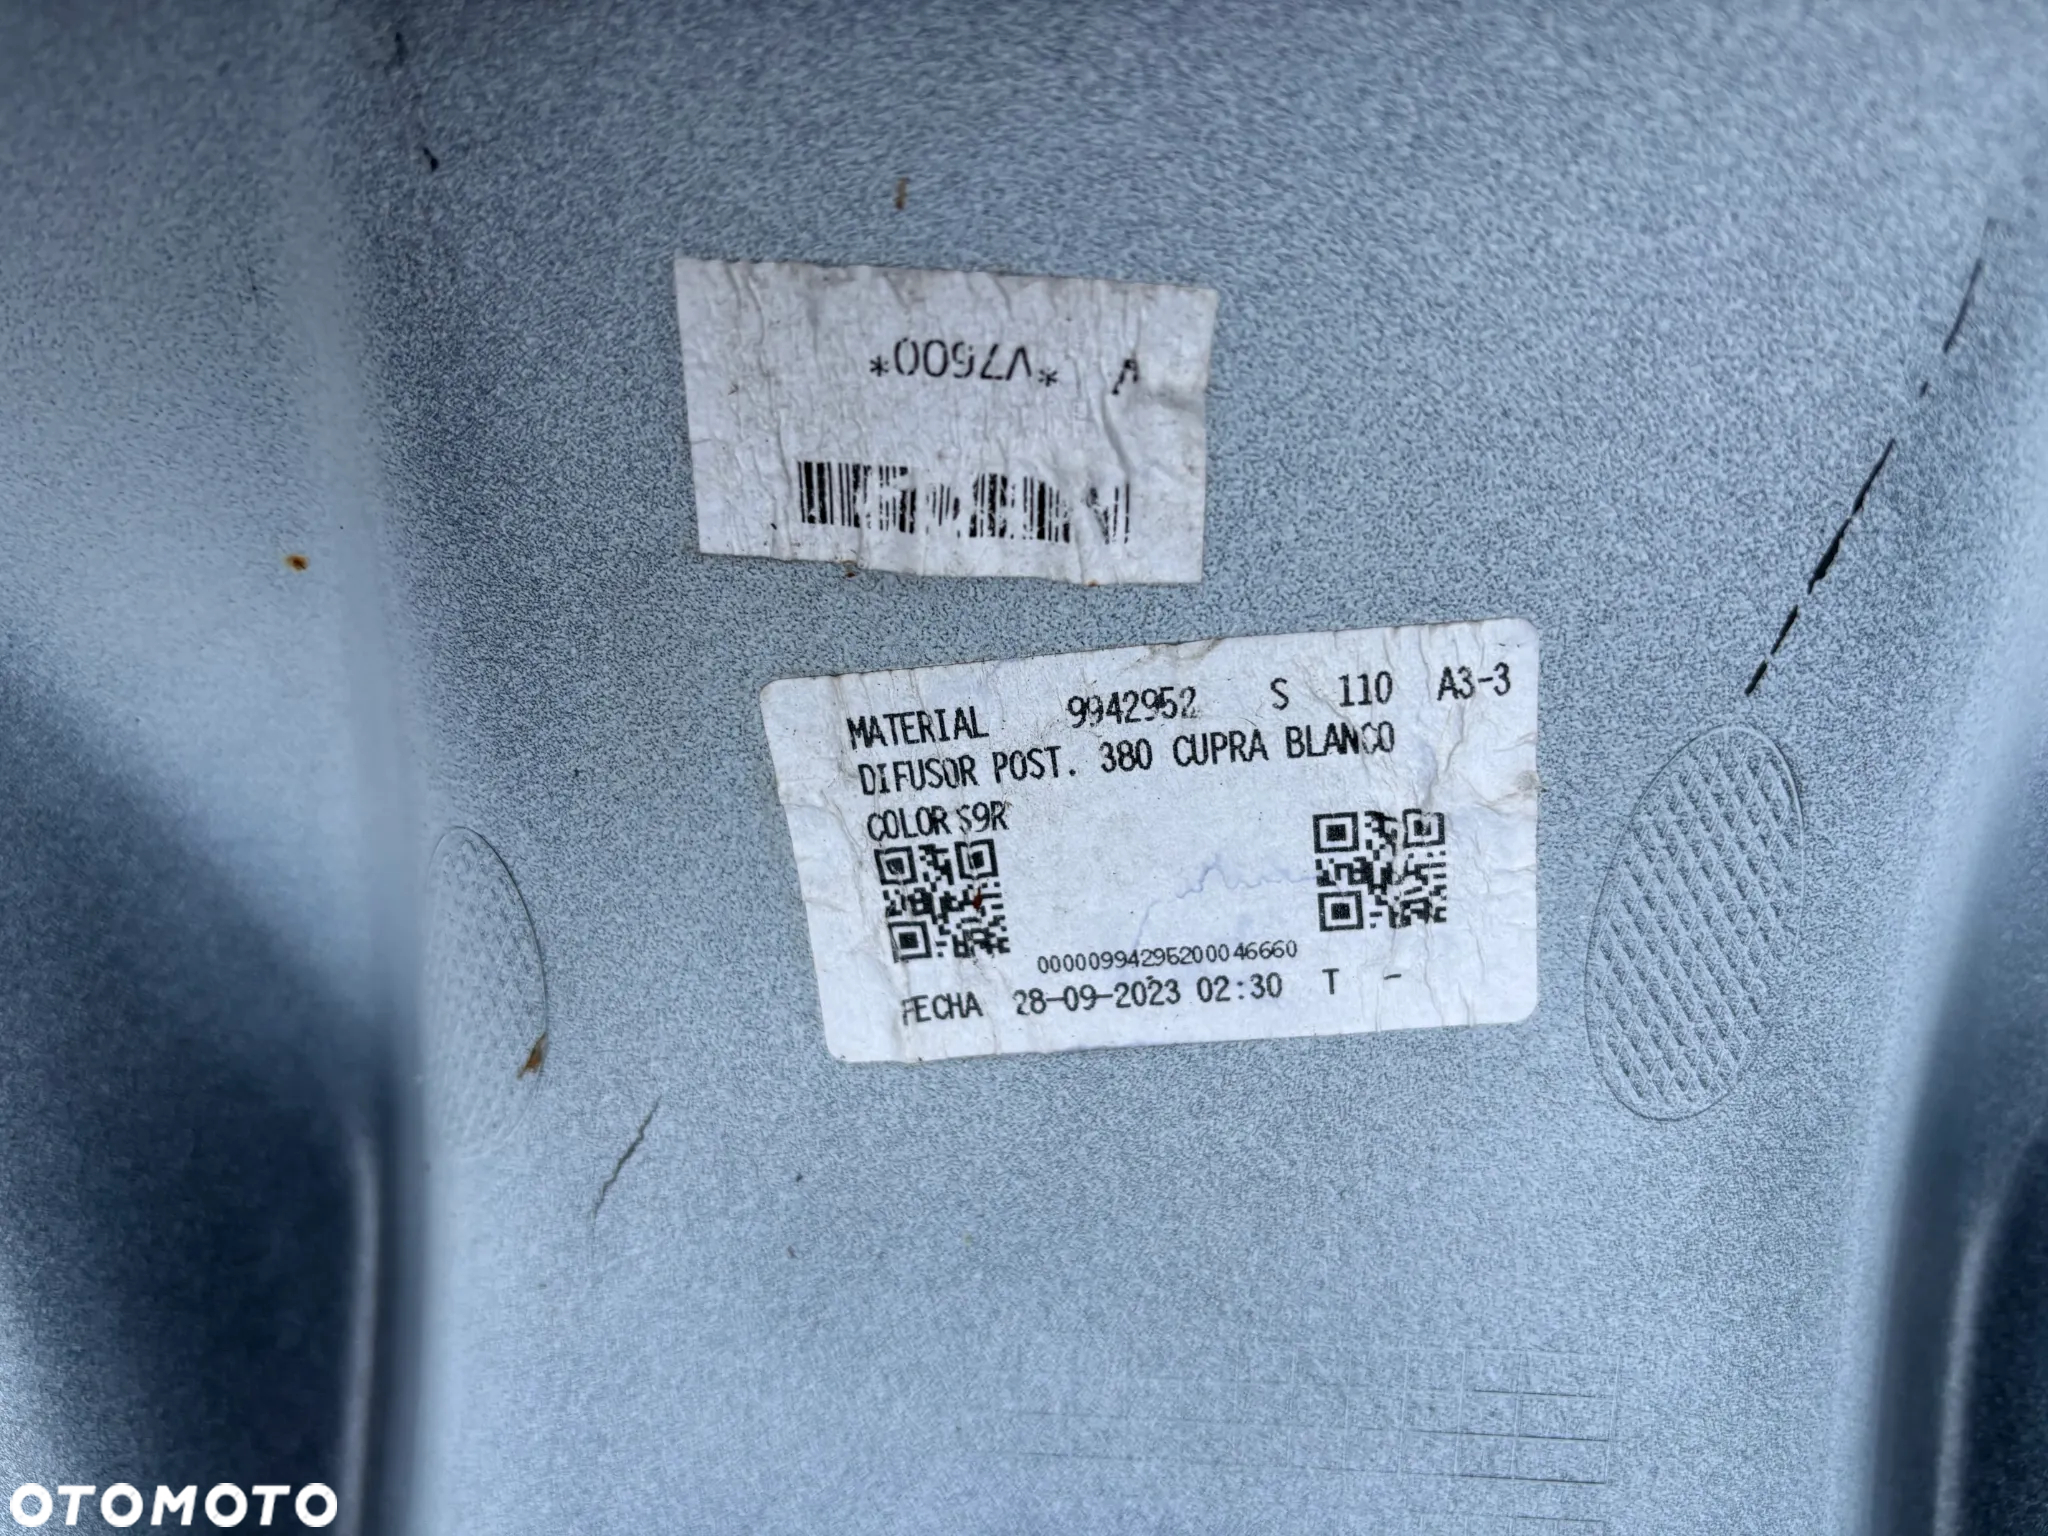 *V7600* A
MATERIAL 9942952 S 110 A3-3
DIFUSOR POST. 380 CUPRA BLANCO
COLOR S9R
00000994295200046660
FECHA 28-09-2023 02:30 T -
OTOMOTO